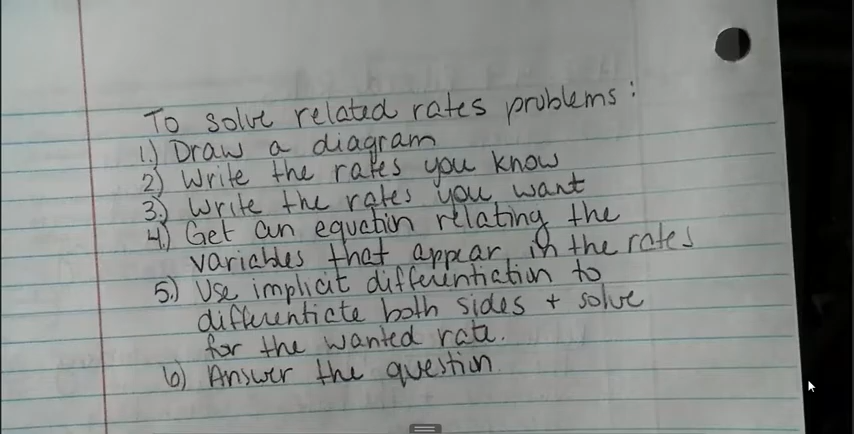 To solve related rates problems:
1.) Draw a diagram
2) Write the rates you know
3.) Write the rates you want
4.) Get an equation relating the
variables that appear in the rates
5.) Use implicit differentiation to
differentiate both sides + solve
for the wanted rate.
6) Answer the question